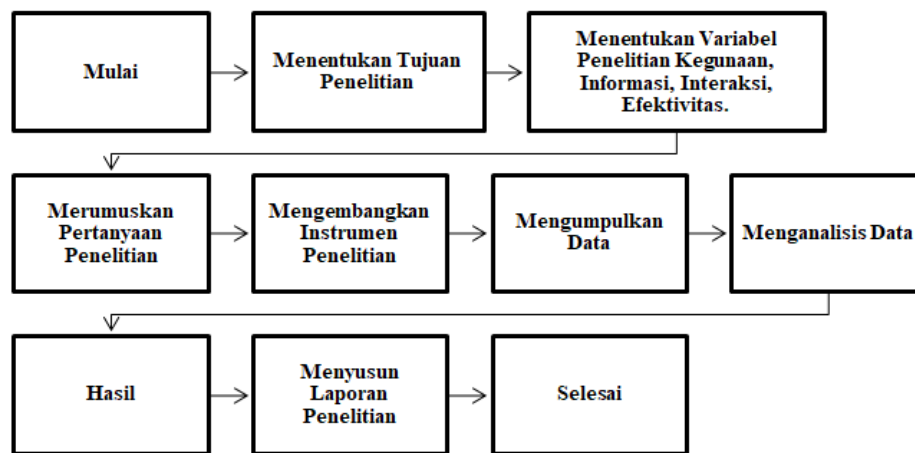 Mulai
Menentukan Tujuan
Penelitian
Menentukan Variabel
Penelitian Kegunaan,
Informasi, Interaksi,
Efektivitas.
Merumuskan
Pertanyaan
Penelitian
Mengembangkan
Instrumen
Penelitian
Mengumpulkan
Data
Menganalisis Data
Hasil
Menyusun
Laporan
Penelitian
Selesai